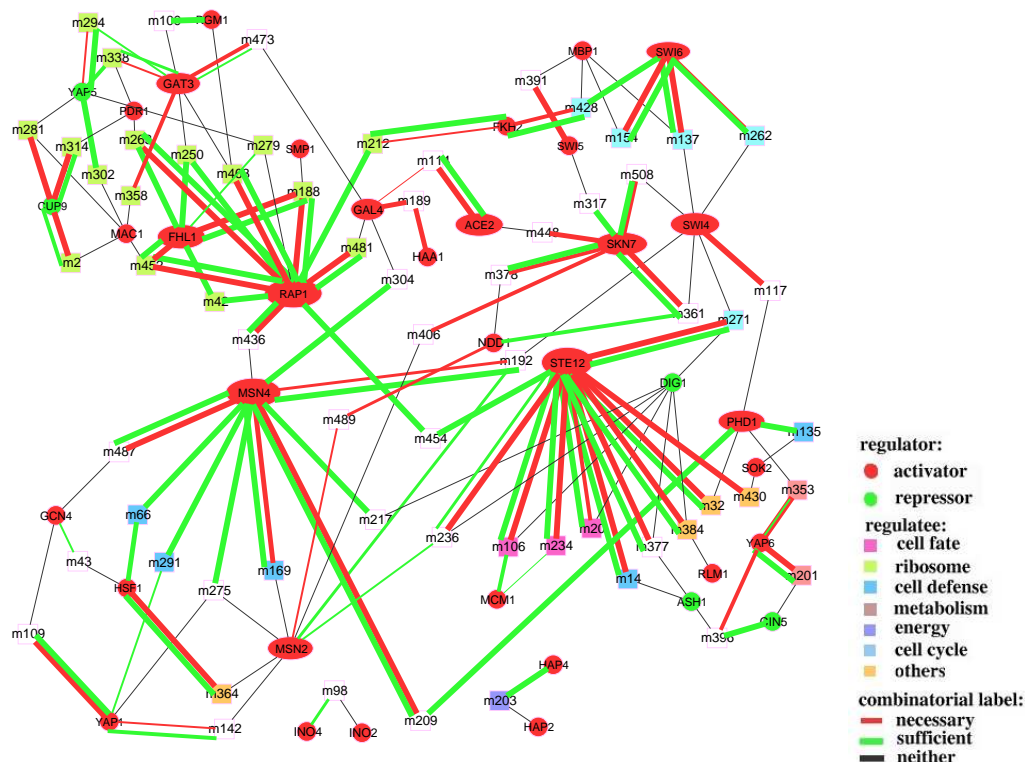 m294
m103
PGM1
m473
m338
GAT3
YAP5
PDR1
m281
m314
m263
m250
m279
SMP1
m212
m302
m403
m358
m188
CUP9
MAC1
FHL1
GAL4
m189
m481
HAA1
m2
m452
m304
RAP1
m42
m436
MBP1
SWI6
m391
m428
FKH2
SWI5
m154
m137
m262
m114
m508
m317
ACE2
m448
SKN7
SWI4
m378
m117
m361
m271
m406
NDD1
m192
STE12
DIG1
MSN4
m489
m454
PHD1
m135
m487
SOK2
m353
m430
m32
GCN4
m66
m217
m236
m106
m234
m20
m384
m377
YAP6
m43
m291
m169
m275
HSF1
m14
RLM1
m201
MCM1
ASH1
CIN5
m398
m109
MSN2
m364
YAP1
m142
m98
INO4
INO2
m209
HAP4
m203
HAP2
regulator:
activator
repressor
regulatee:
cell fate
ribosome
cell defense
metabolism
energy
cell cycle
others
combinatorial label:
necessary
sufficient
neither